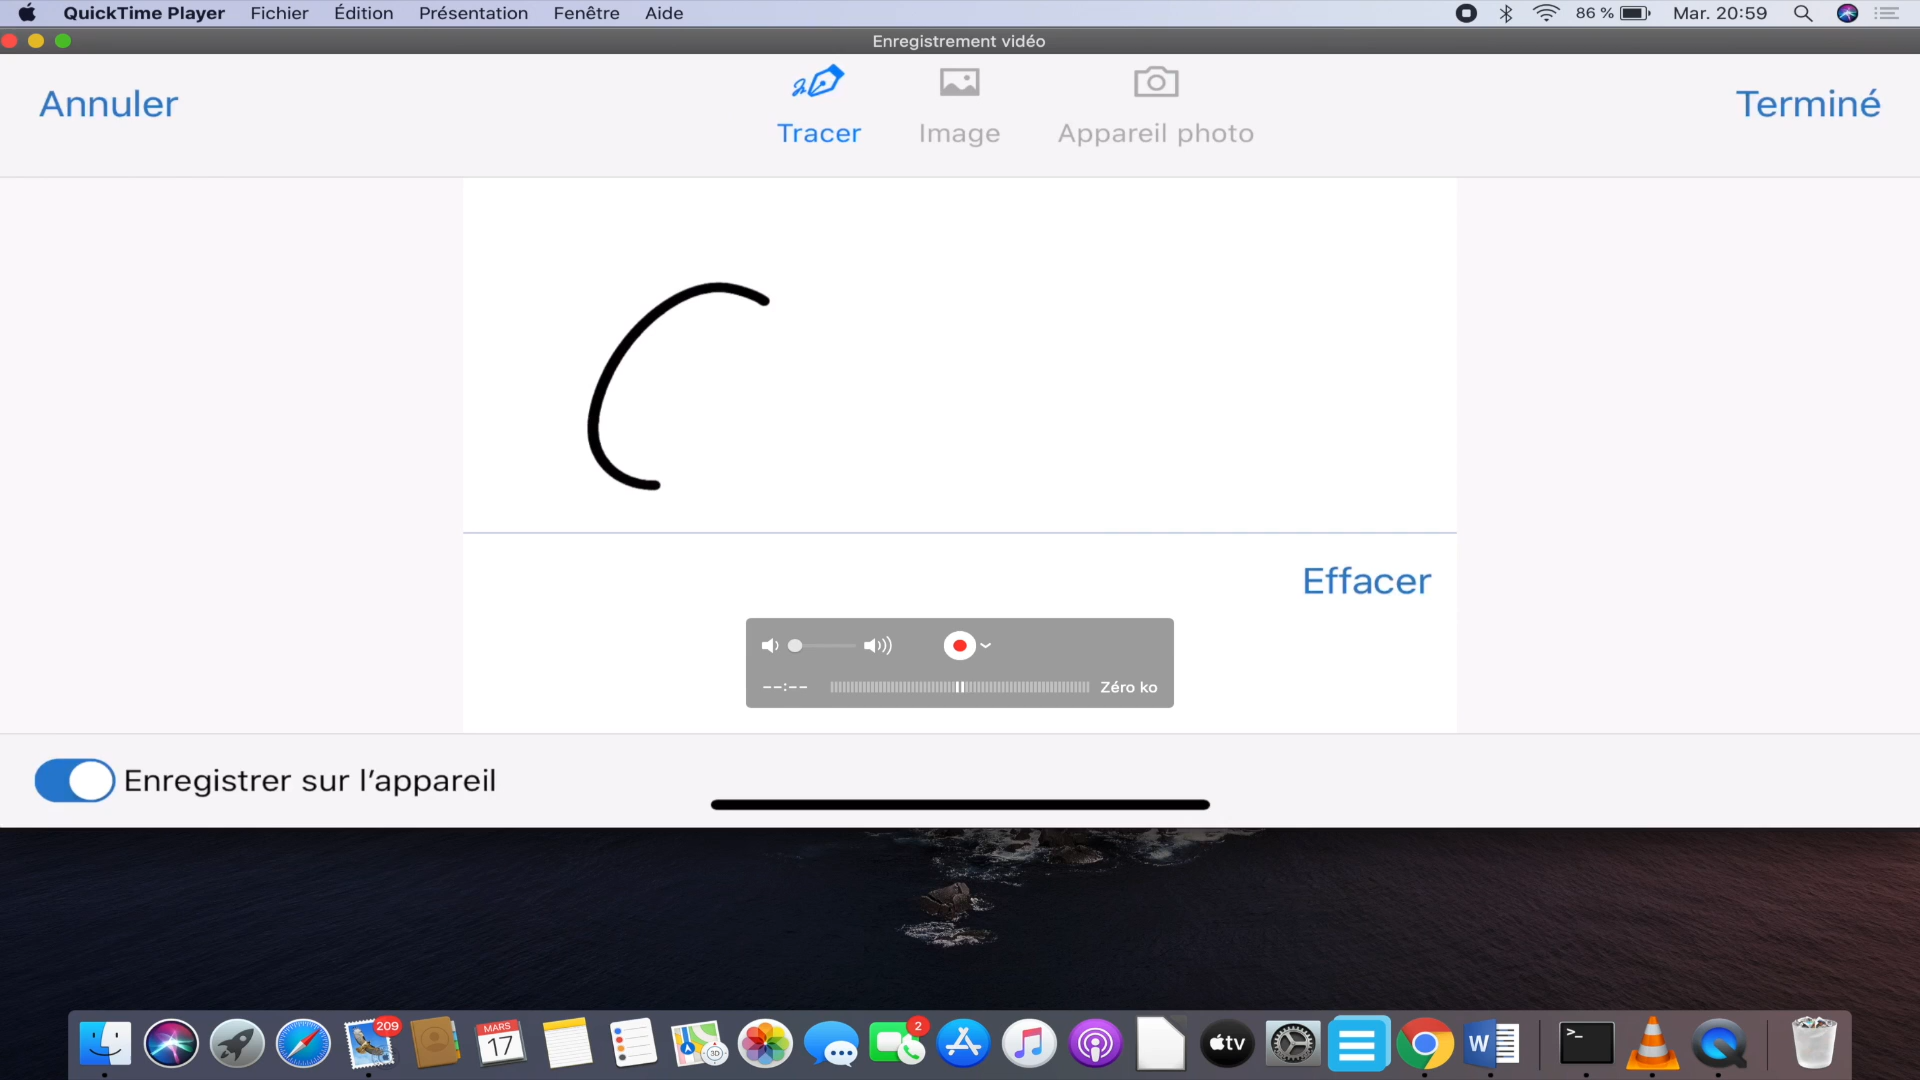 QuickTime Player Fichier Édition Présentation Fenêtre Aide 86 % Mar. 20:59
Enregistrement vidéo
Annuler Tracer Image Appareil photo Terminé
C
Effacer
--:-- Zéro ko
Enregistrer sur l'appareil
209 MARS 17 3D 2 tv W >_